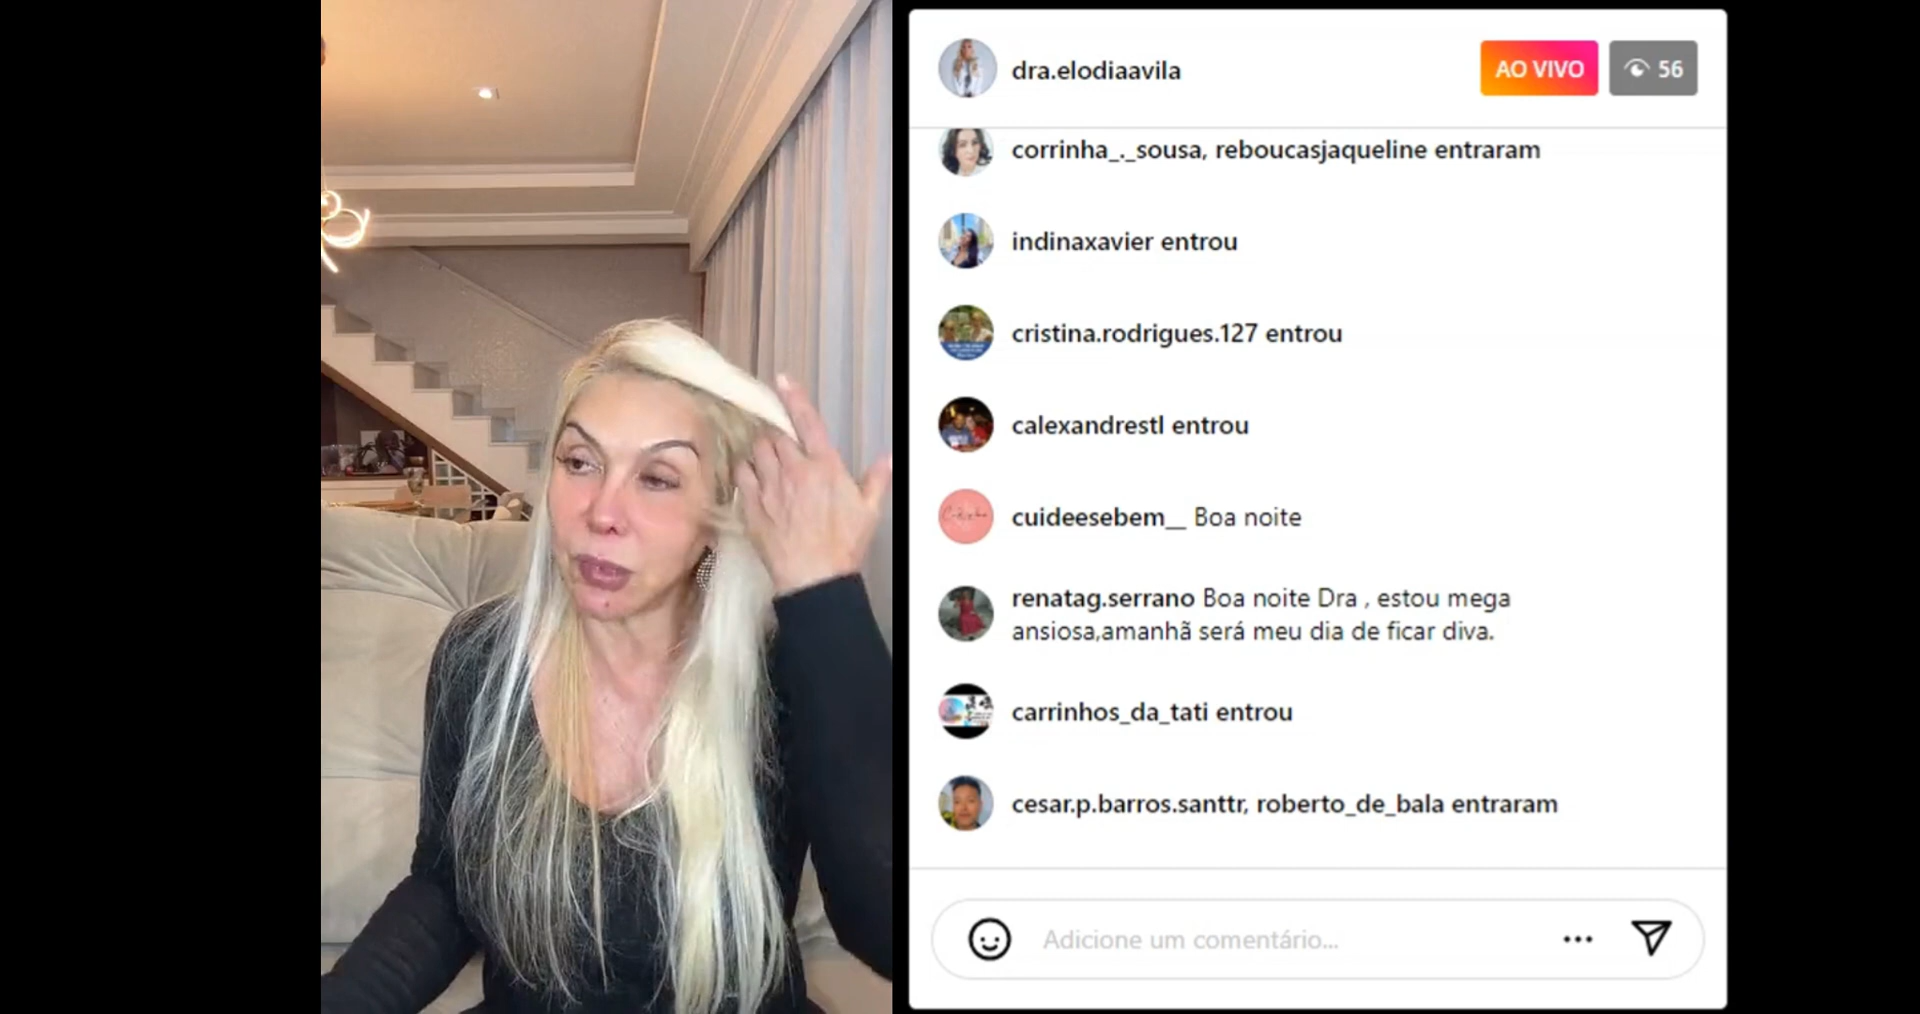 dra.elodiaavila
AO VIVO
56
corrinha_._sousa, reboucasjaqueline entraram
indinaxavier entrou
cristina.rodrigues.127 entrou
calexandrestl entrou
cuideesebem__ Boa noite
renatag.serrano Boa noite Dra , estou mega
ansiosa,amanhã será meu dia de ficar diva.
carrinhos_da_tati entrou
cesar.p.barros.santtr, roberto_de_bala entraram
Adicione um comentário...